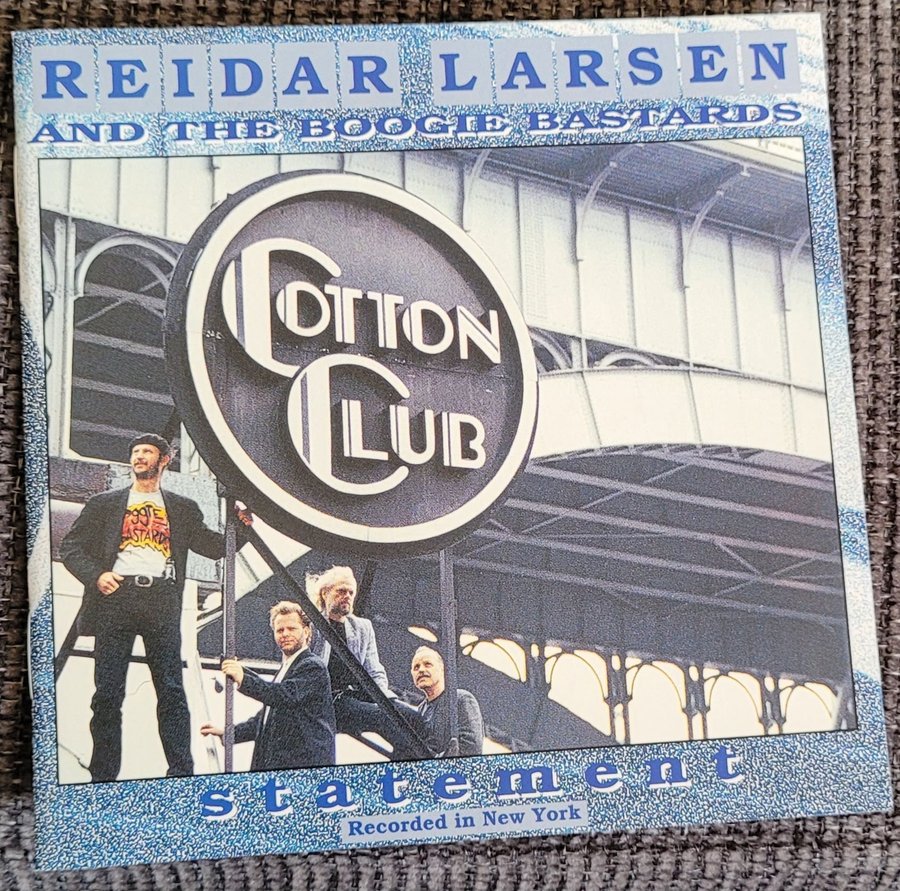 REIDAR LARSEN
AND THE BOOGIE BASTARDS
COTTON
CLUB
statement
Recorded in New York